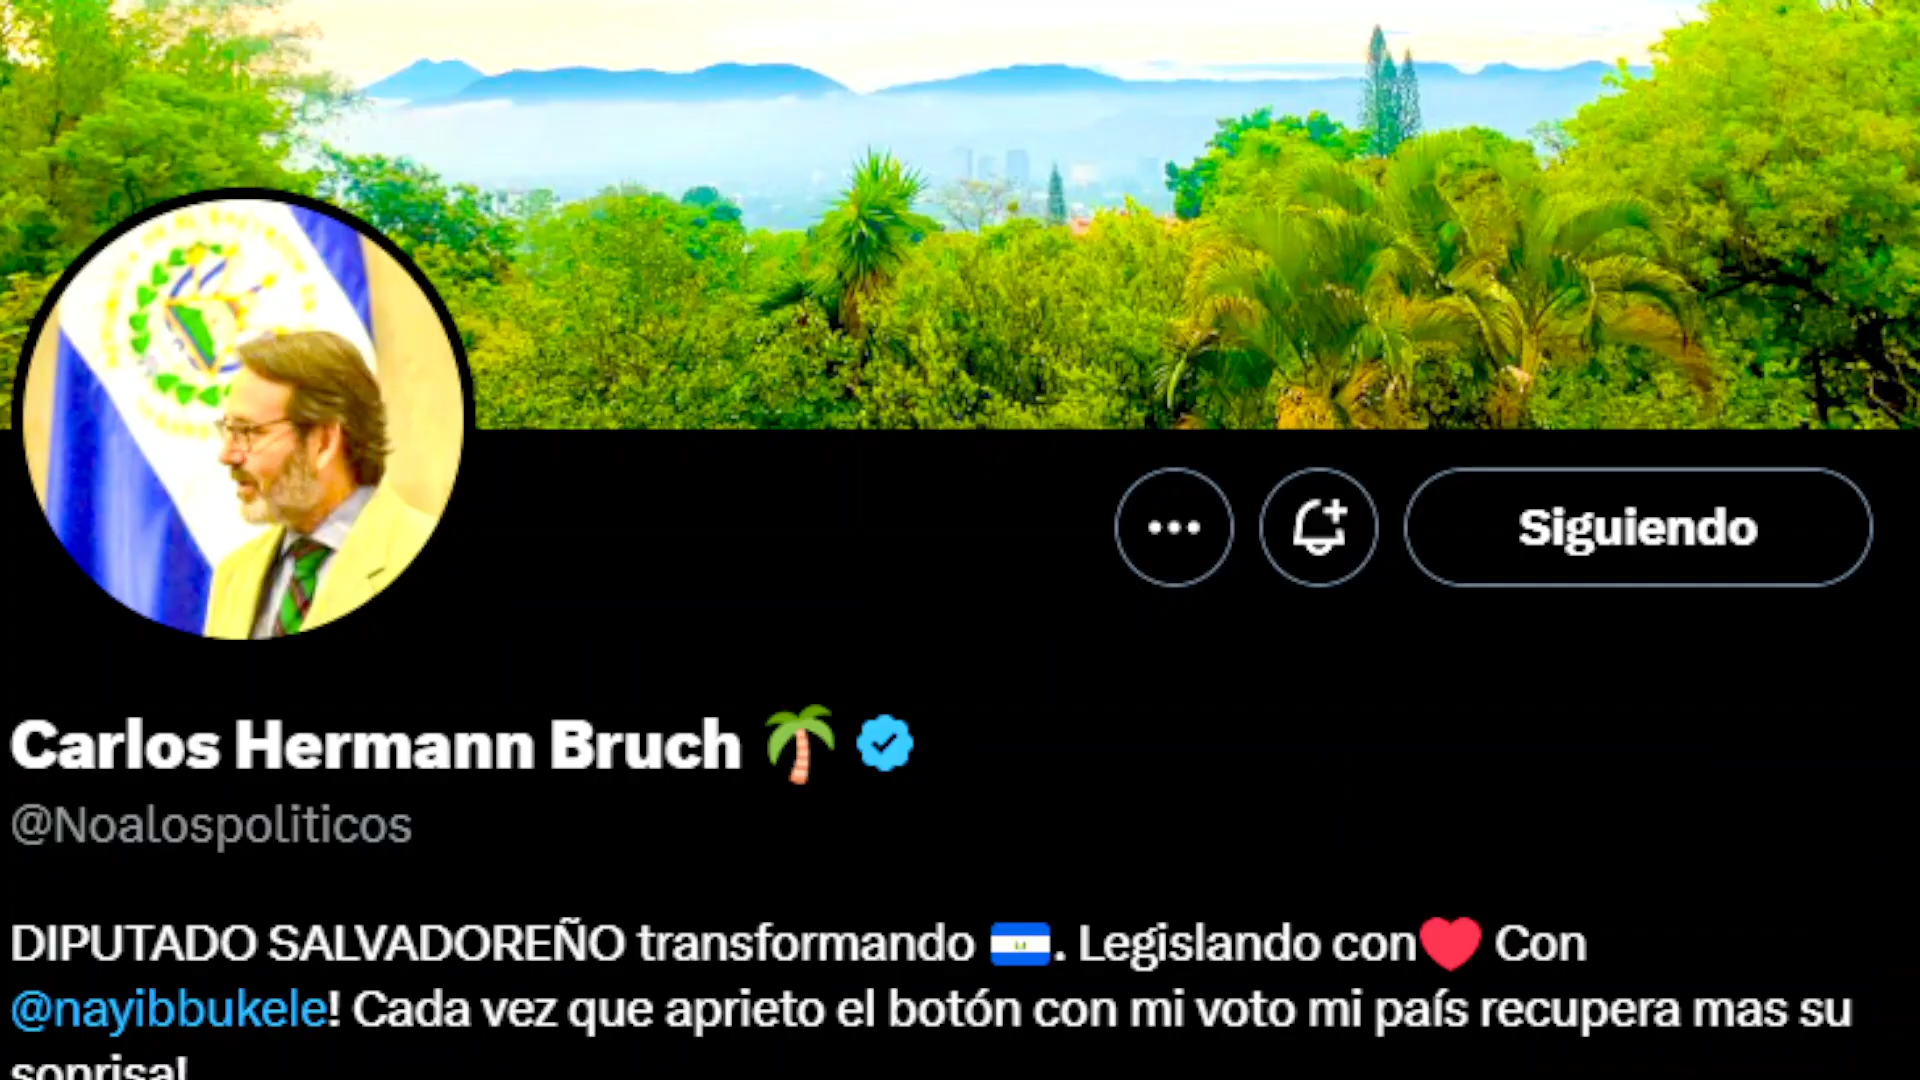 Siguiendo
Carlos Hermann Bruch 🌴
@Noalospoliticos
DIPUTADO SALVADOREÑO transformando 🇸🇻. Legislando con❤️ Con
@nayibbukele! Cada vez que aprieto el botón con mi voto mi país recupera mas su
sonrisa!